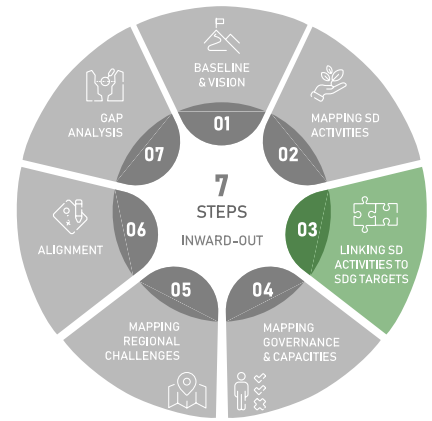 BASELINE
& VISION
01
MAPPING SD
ACTIVITIES
02
LINKING SD
ACTIVITIES TO
SDG TARGETS
03
MAPPING
GOVERNANCE
& CAPACITIES
04
MAPPING
REGIONAL
CHALLENGES
05
ALIGNMENT
06
GAP
ANALYSIS
07
7
STEPS
INWARD-OUT